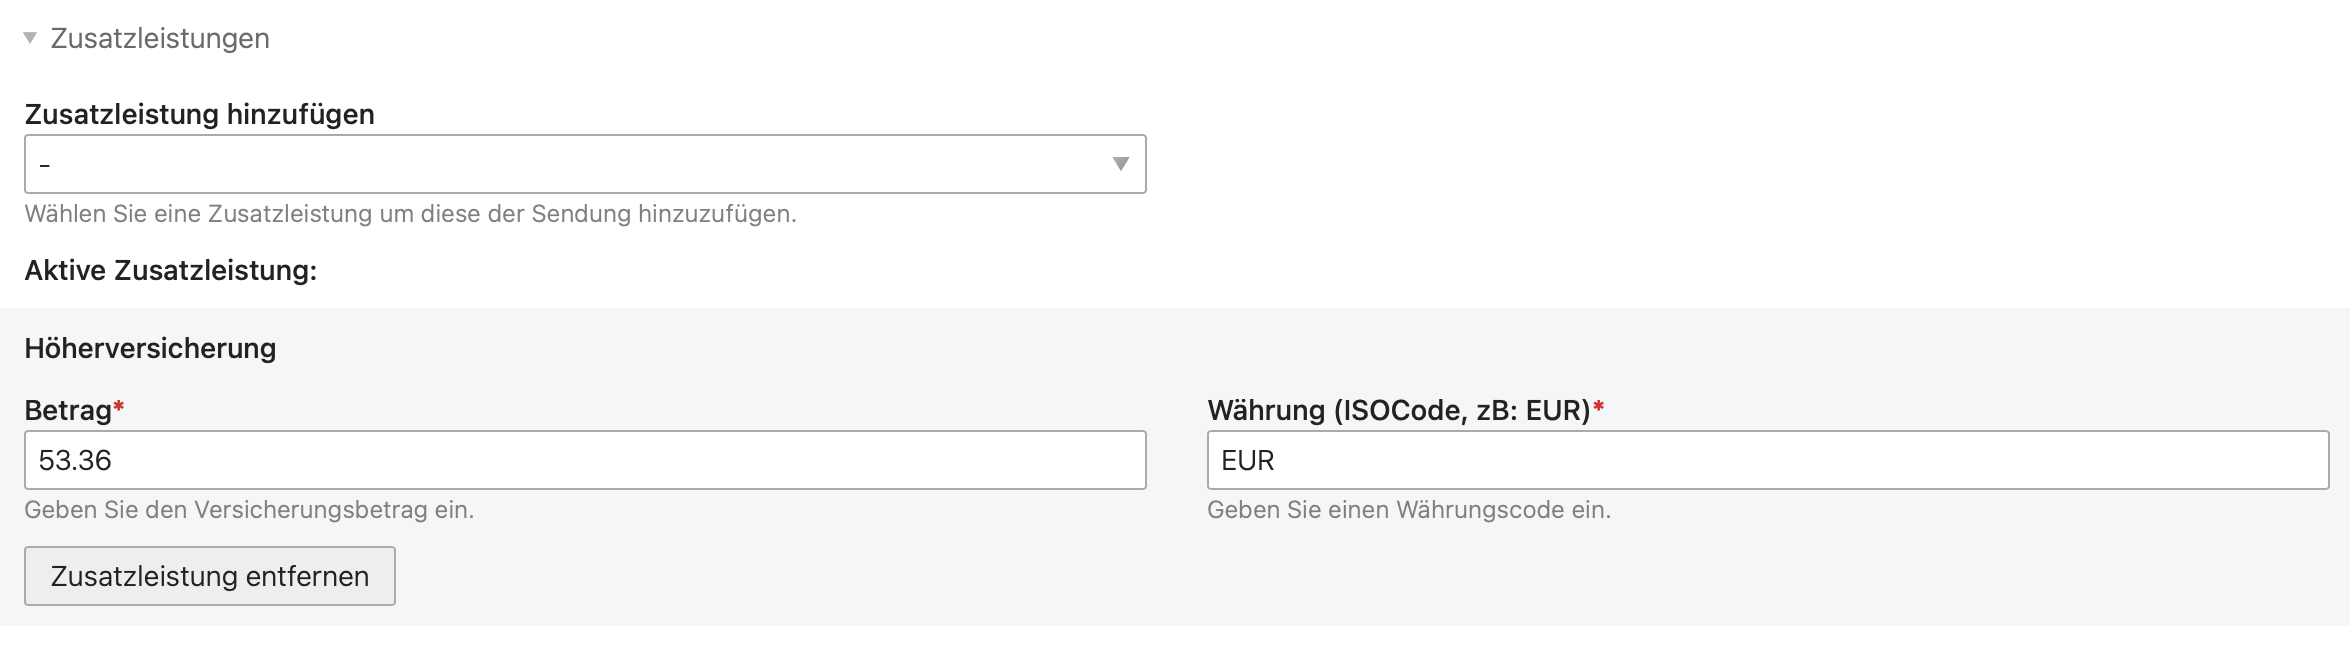 Zusatzleistungen
Zusatzleistung hinzufügen
-
Wählen Sie eine Zusatzleistung um diese der Sendung hinzuzufügen.
Aktive Zusatzleistung:
Höherversicherung
Betrag*
53.36
Geben Sie den Versicherungsbetrag ein.
Währung (ISOCode, zB: EUR)*
EUR
Geben Sie einen Währungscode ein.
Zusatzleistung entfernen